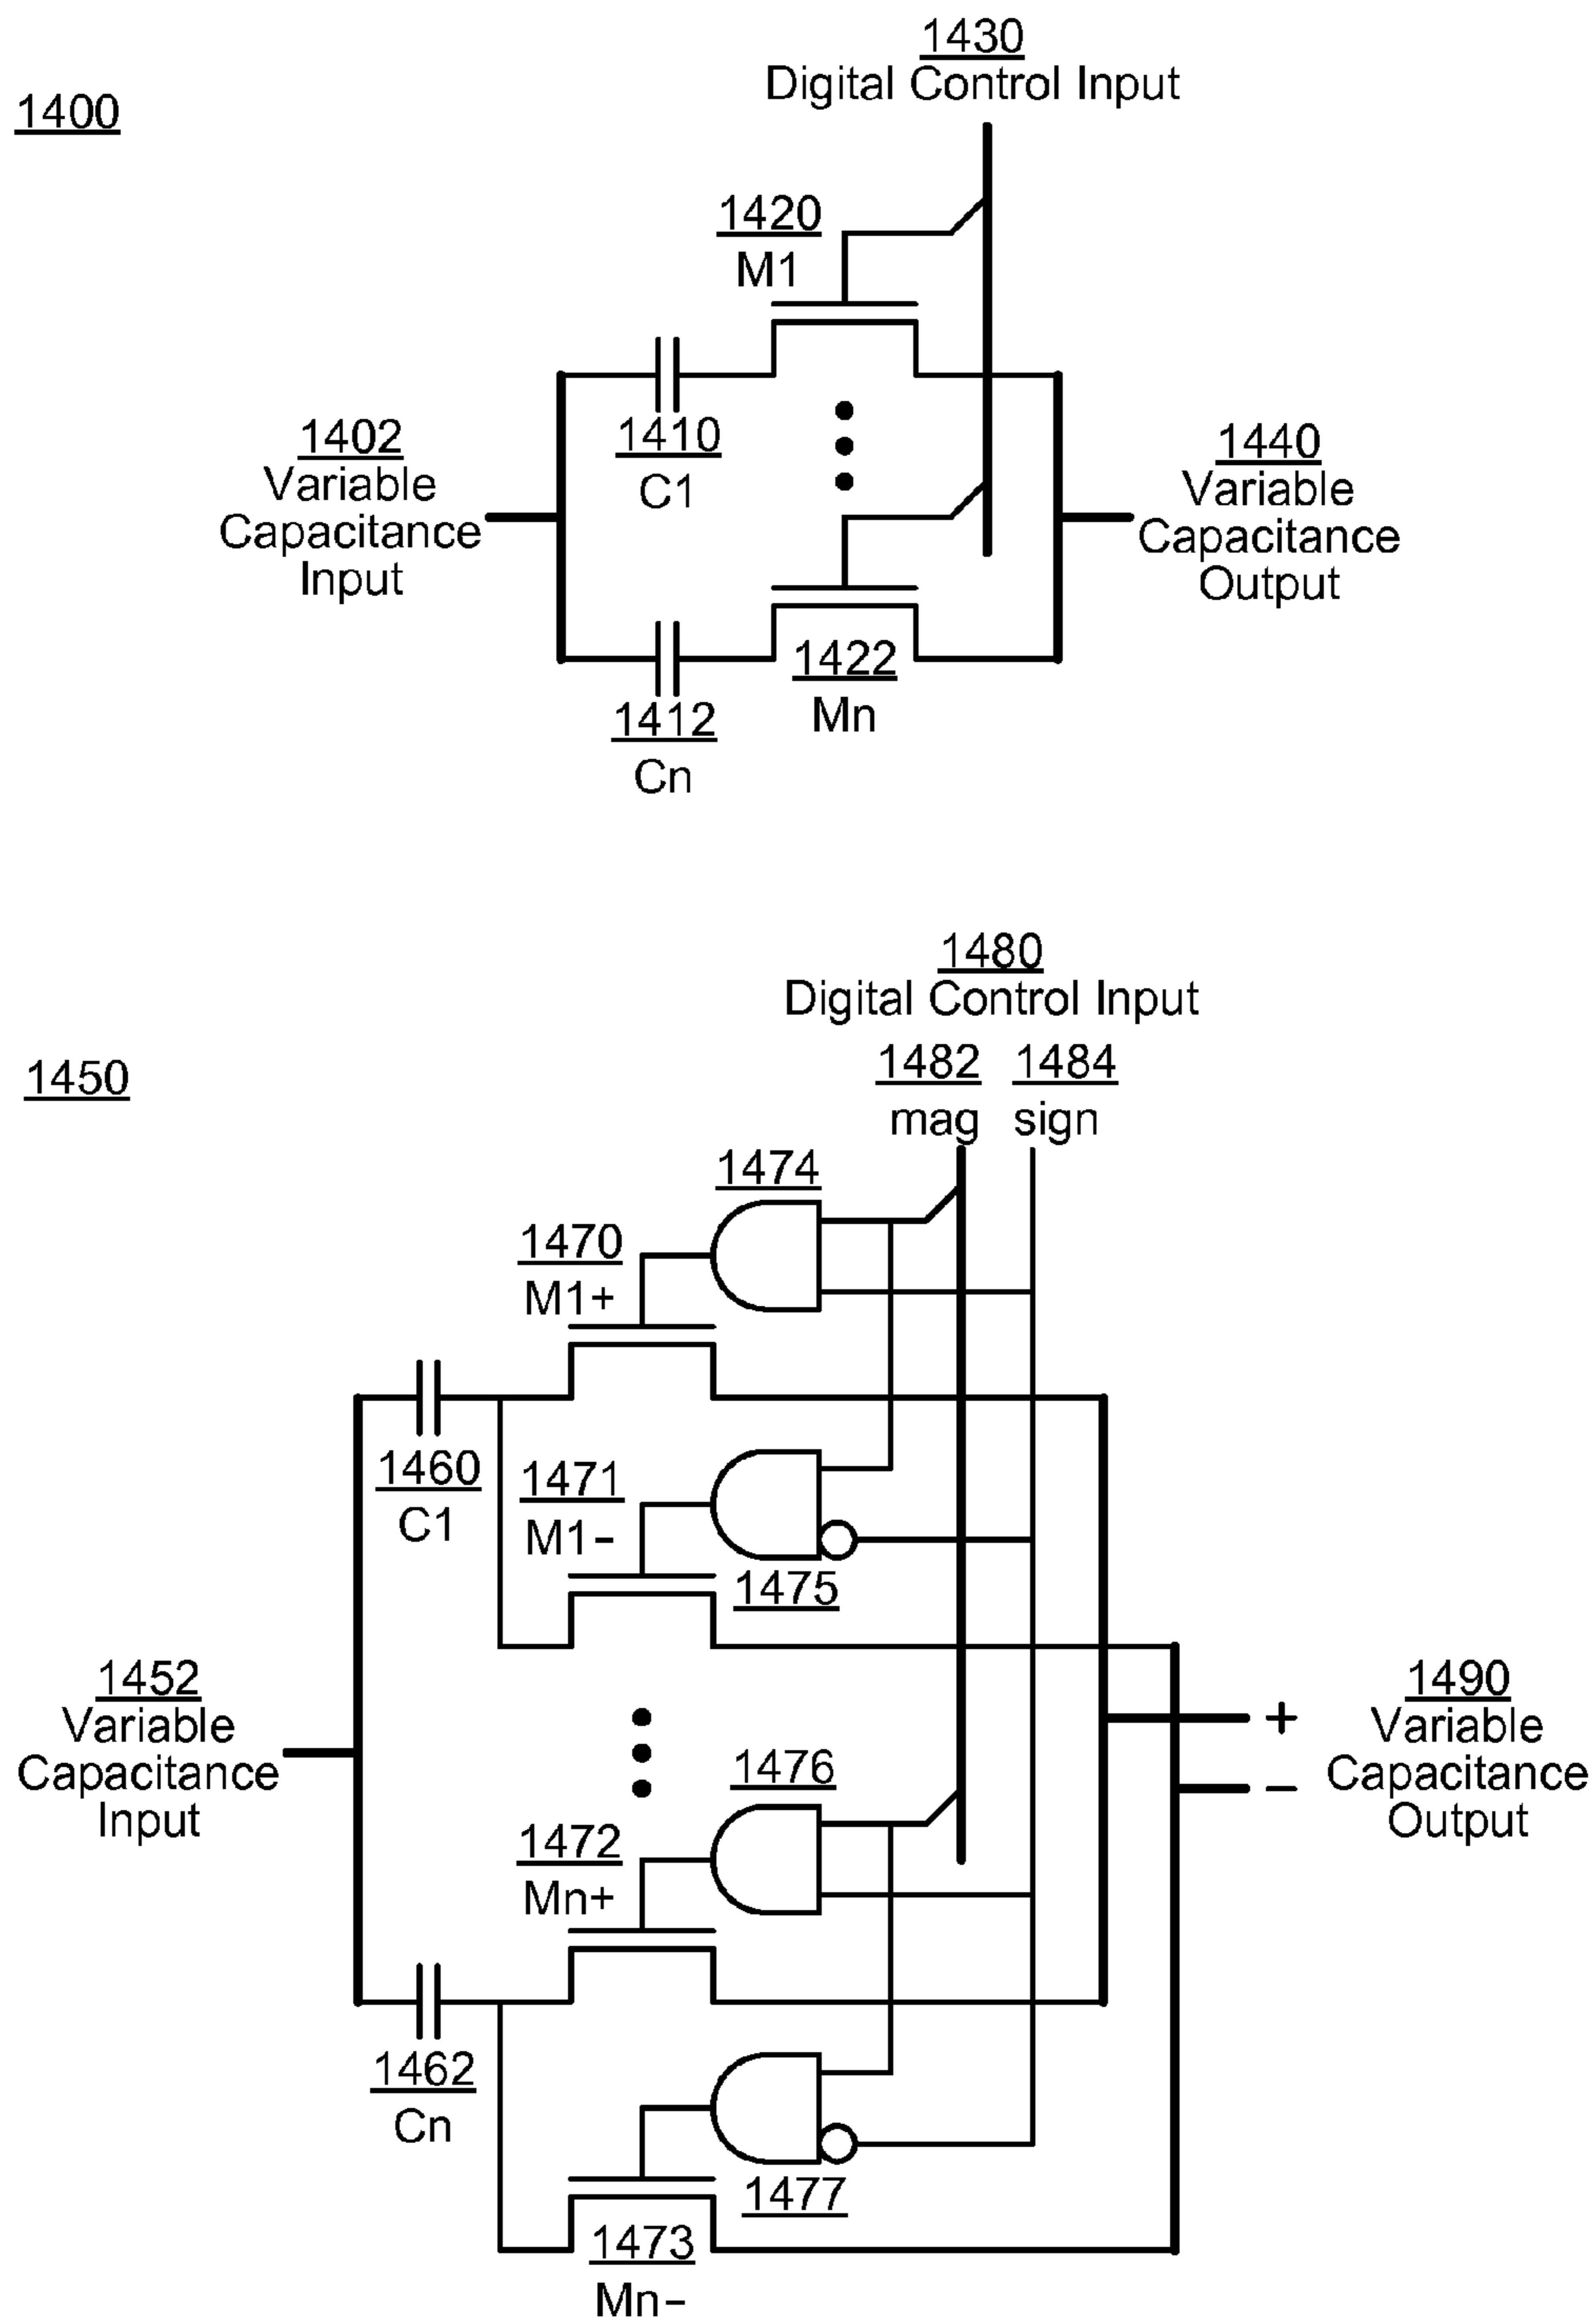 1430
Digital Control Input
1400
1420
M1
1410
C1
1402
Variable
Capacitance
Input
1440
Variable
Capacitance
Output
1422
Mn
1412
Cn
1480
Digital Control Input
1482
mag
1484
sign
1450
1474
1470
M1+
1460
C1
1471
M1-
1475
1452
Variable
Capacitance
Input
1476
+
−
1490
Variable
Capacitance
Output
1472
Mn+
1462
Cn
1477
1473
Mn-